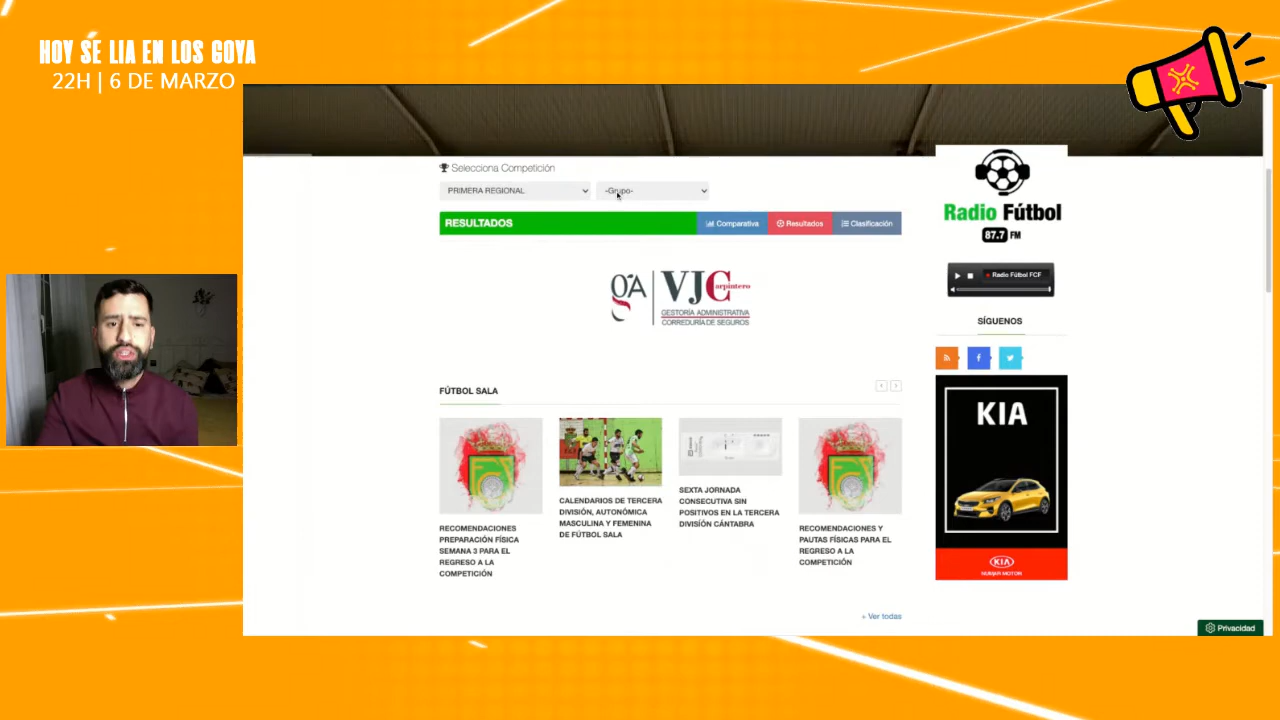 HOY SE LIA EN LOS GOYA
22H | 6 DE MARZO
Selecciona Competición
PRIMERA REGIONAL
-Grupo-
RESULTADOS
Comparativa
Resultados
Clasificación
gA VJCarpintero
GESTORÍA ADMINISTRATIVA
CORREDURÍA DE SEGUROS
FÚTBOL SALA
RECOMENDACIONES
PREPARACIÓN FÍSICA
SEMANA 3 PARA EL
REGRESO A LA
COMPETICIÓN
CALENDARIOS DE TERCERA
DIVISIÓN, AUTONÓMICA
MASCULINA Y FEMENINA
DE FÚTBOL SALA
SEXTA JORNADA
CONSECUTIVA SIN
POSITIVOS EN LA TERCERA
DIVISIÓN CÁNTABRA
RECOMENDACIONES Y
PAUTAS FÍSICAS PARA EL
REGRESO A LA
COMPETICIÓN
» Ver todas
Radio Fútbol
87.7 FM
Radio Fútbol FCF
SÍGUENOS
KIA
KIA
HUMAR MOTOR
Privacidad